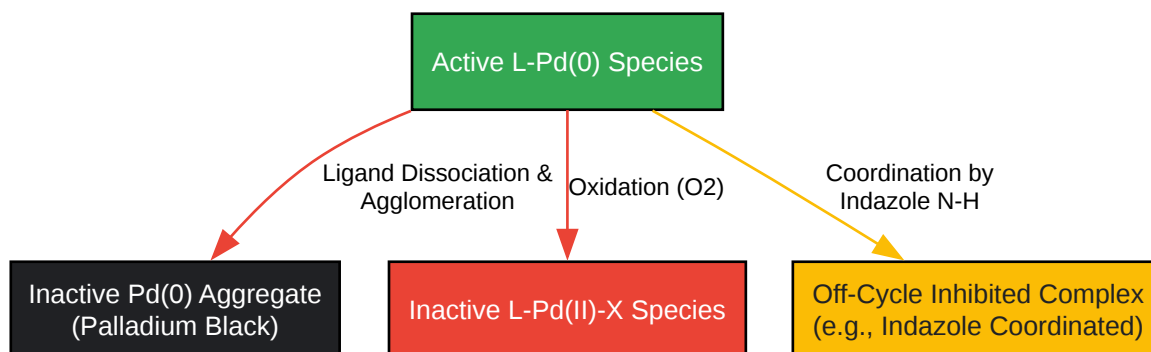 Active L-Pd(0) Species
Ligand Dissociation &
Agglomeration
Oxidation (O2)
Coordination by
Indazole N-H
Inactive Pd(0) Aggregate
(Palladium Black)
Inactive L-Pd(II)-X Species
Off-Cycle Inhibited Complex
(e.g., Indazole Coordinated)